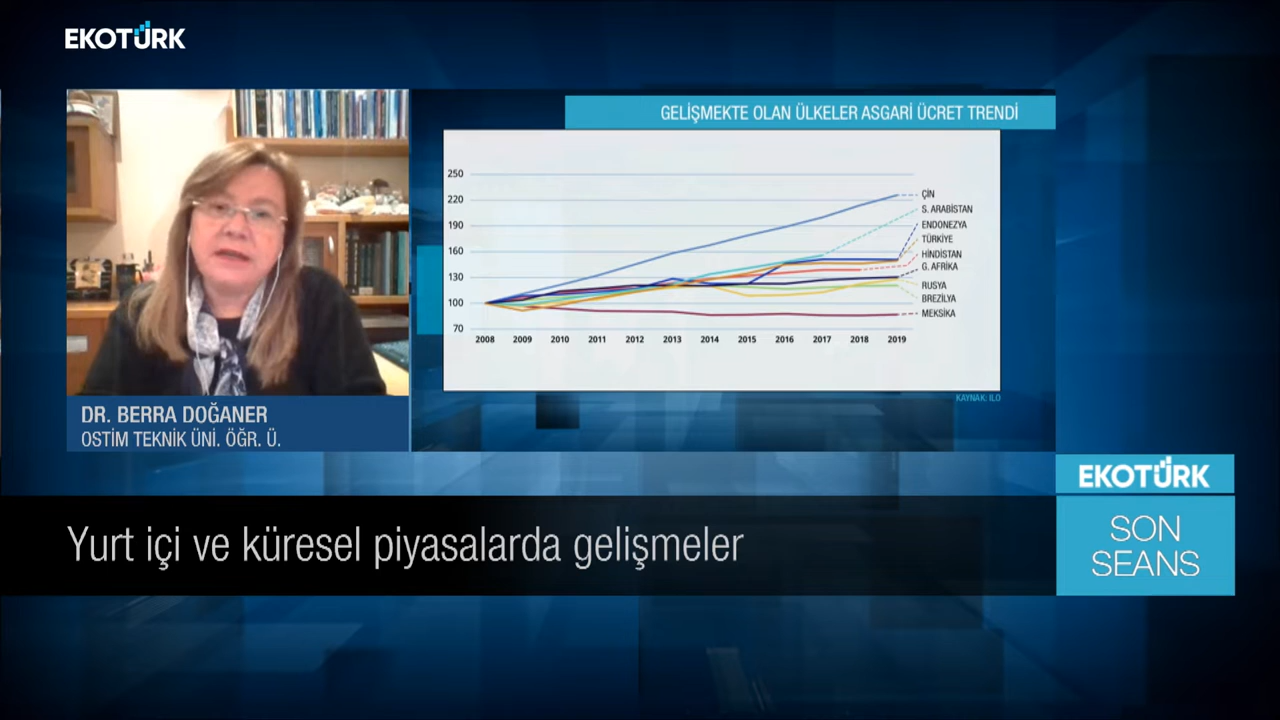 EKOTÜRK
GELİŞMEKTE OLAN ÜLKELER ASGARİ ÜCRET TRENDİ
250
220
190
160
130
100
70
2008 2009 2010 2011 2012 2013 2014 2015 2016 2017 2018 2019
ÇİN
S. ARABİSTAN
ENDONEZYA
TÜRKİYE
HİNDİSTAN
G. AFRİKA
RUSYA
BREZİLYA
MEKSİKA
KAYNAK: ILO
DR. BERRA DOĞANER
OSTİM TEKNİK ÜNİ. ÖĞR. Ü.
EKOTÜRK
SON
SEANS
Yurt içi ve küresel piyasalarda gelişmeler